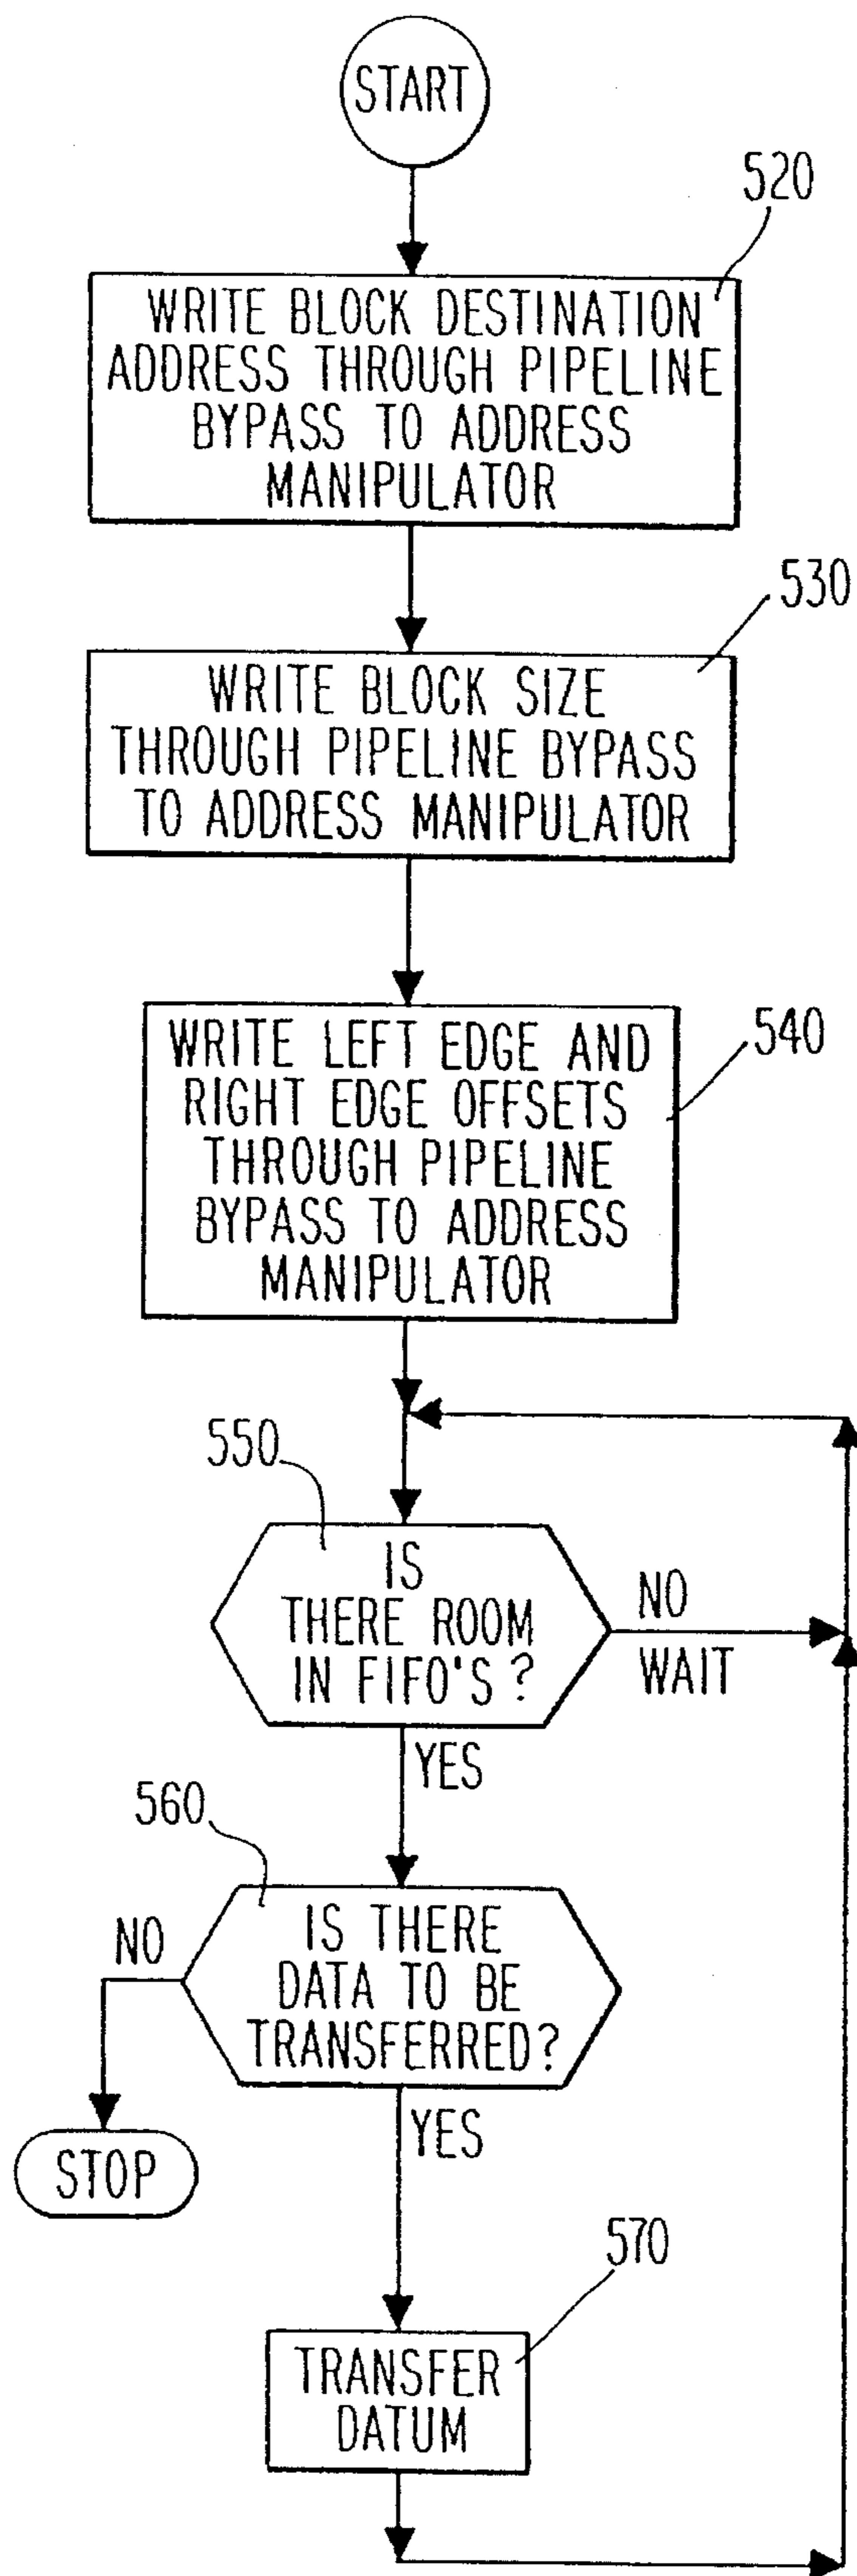 START
520
WRITE BLOCK DESTINATION
ADDRESS THROUGH PIPELINE
BYPASS TO ADDRESS
MANIPULATOR
530
WRITE BLOCK SIZE
THROUGH PIPELINE BYPASS
TO ADDRESS MANIPULATOR
540
WRITE LEFT EDGE AND
RIGHT EDGE OFFSETS
THROUGH PIPELINE
BYPASS TO ADDRESS
MANIPULATOR
550
IS
THERE ROOM
IN FIFO'S ?
NO
WAIT
YES
560
IS THERE
DATA TO BE
TRANSFERRED?
NO
STOP
YES
570
TRANSFER
DATUM